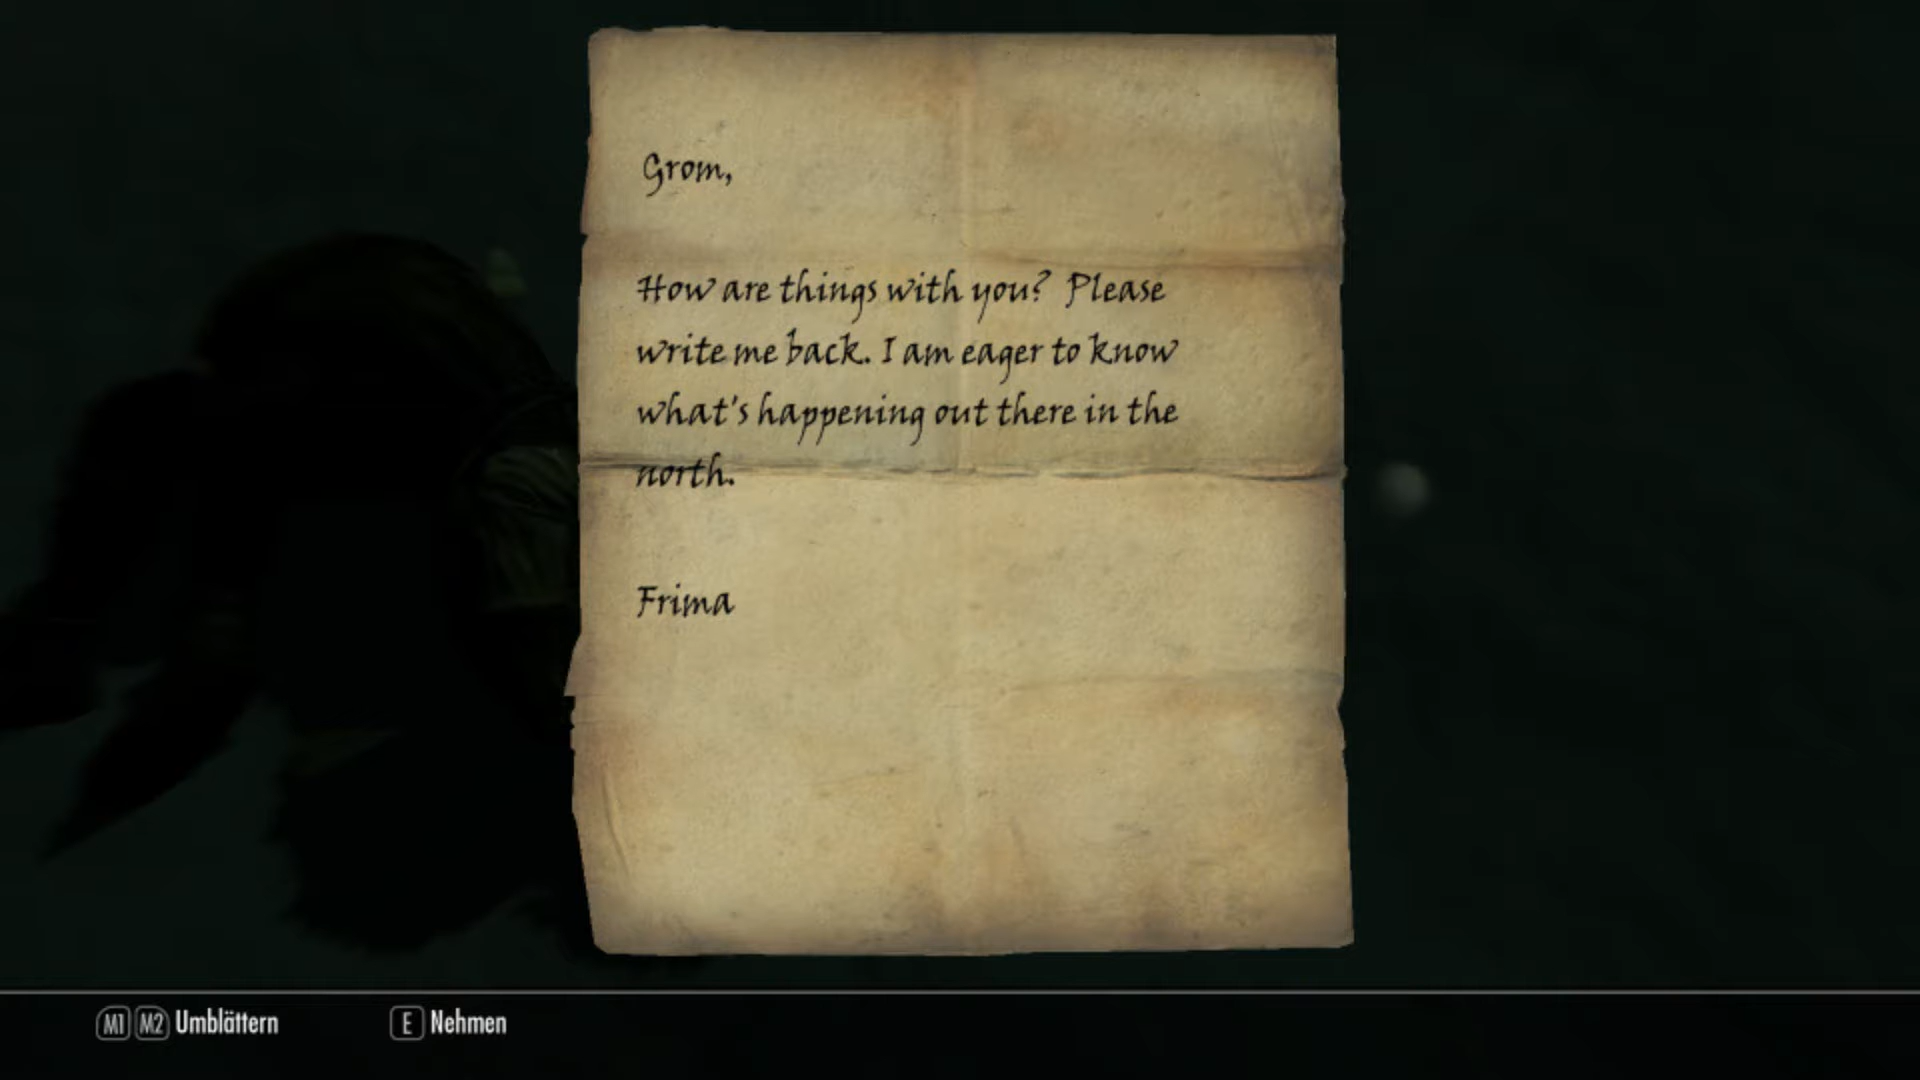 Grom,
How are things with you? Please
write me back. I am eager to know
what's happening out there in the
north.
Frima
M1 M2 Umblättern E Nehmen